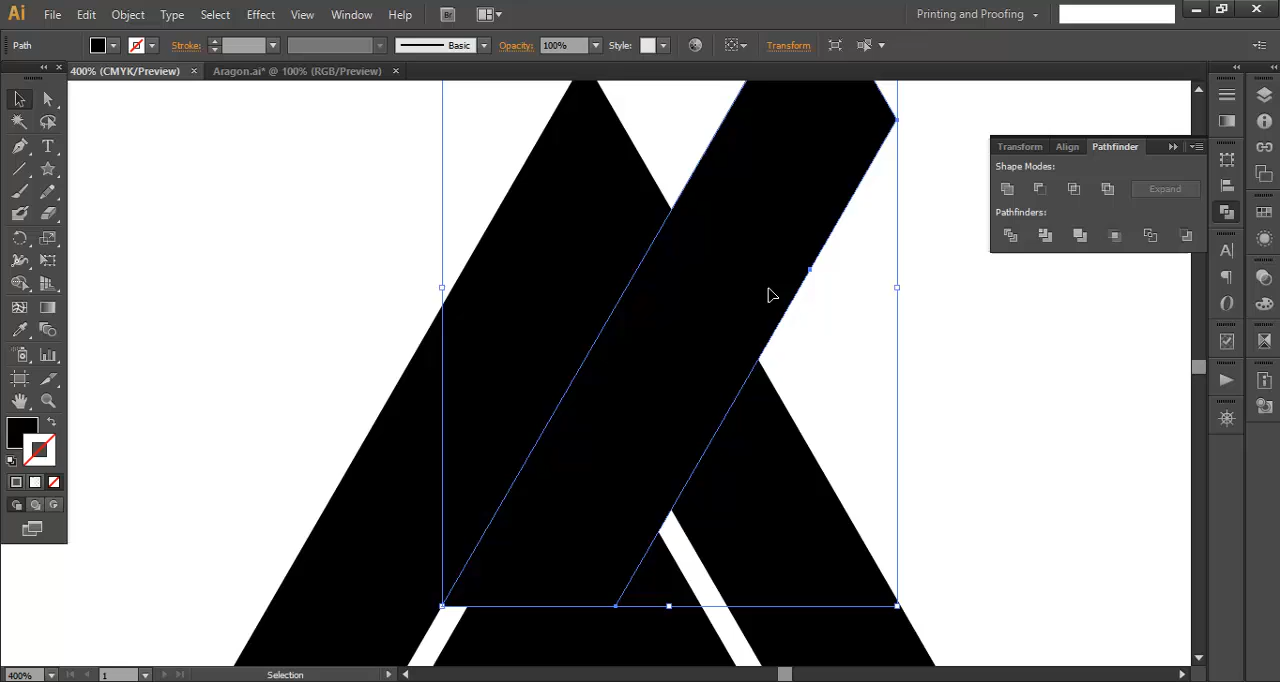 Ai File Edit Object Type Select Effect View Window Help Br Printing and Proofing
Path Stroke: Basic Opacity: 100% Style: Transform
400% (CMYK/Preview) × Aragon.ai* @ 100% (RGB/Preview) ×
Transform Align Pathfinder
Shape Modes:
Expand
Pathfinders:
400% 1 Selection